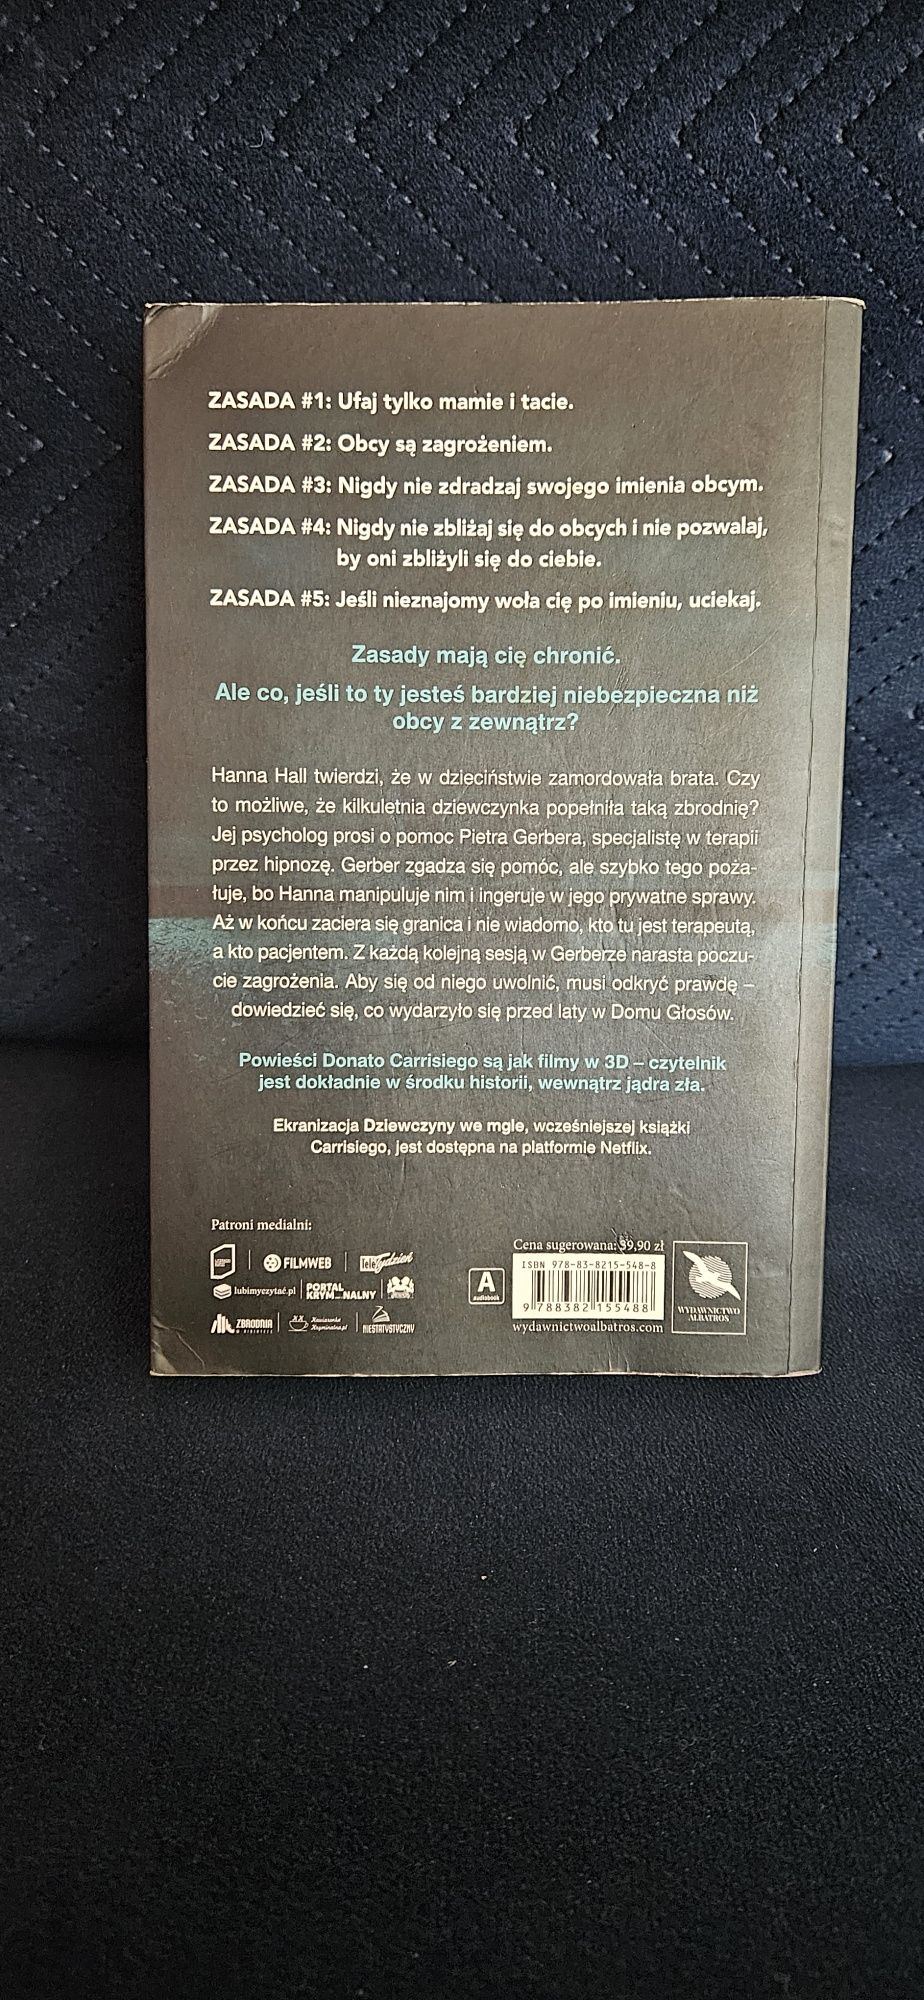 ZASADA #1: Ufaj tylko mamie i tacie.
ZASADA #2: Obcy są zagrożeniem.
ZASADA #3: Nigdy nie zdradzaj swojego imienia obcym.
ZASADA #4: Nigdy nie zbliżaj się do obcych i nie pozwalaj,
by oni zbliżyli się do ciebie.
ZASADA #5: Jeśli nieznajomy woła cię po imieniu, uciekaj.
Zasady mają cię chronić.
Ale co, jeśli to ty jesteś bardziej niebezpieczna niż
obcy z zewnątrz?
Hanna Hall twierdzi, że w dzieciństwie zamordowała brata. Czy
to możliwe, że kilkuletnia dziewczynka popełniła taką zbrodnię?
Jej psycholog prosi o pomoc Pietra Gerbera, specjalistę w terapii
przez hipnozę. Gerber zgadza się pomóc, ale szybko tego poża-
łuje, bo Hanna manipuluje nim i ingeruje w jego prywatne sprawy.
Aż w końcu zaciera się granica i nie wiadomo, kto tu jest terapeutą,
a kto pacjentem. Z każdą kolejną sesją w Gerberze narasta poczu-
cie zagrożenia. Aby się od niego uwolnić, musi odkryć prawdę –
dowiedzieć się, co wydarzyło się przed laty w Domu Głosów.
Powieści Donato Carrisiego są jak filmy w 3D – czytelnik
jest dokładnie w środku historii, wewnątrz jądra zła.
Ekranizacja Dziewczyny we mgle, wcześniejszej książki
Carrisiego, jest dostępna na platformie Netflix.
Patroni medialni:
FILMWEB
TeleTydzień
lubimyczytać.pl
PORTAL
KRYM_NALNY
ZBRODNIA
W BIBLIOTECE
Kawiarenka
Kryminalna.pl
NIESTATYSTYCZNY
A
audiobook
Cena sugerowana: 39,90 zł
ISBN 978-83-8215-548-8
9 788382 155488
wydawnictwoalbatros.com
WYDAWNICTWO
ALBATROS